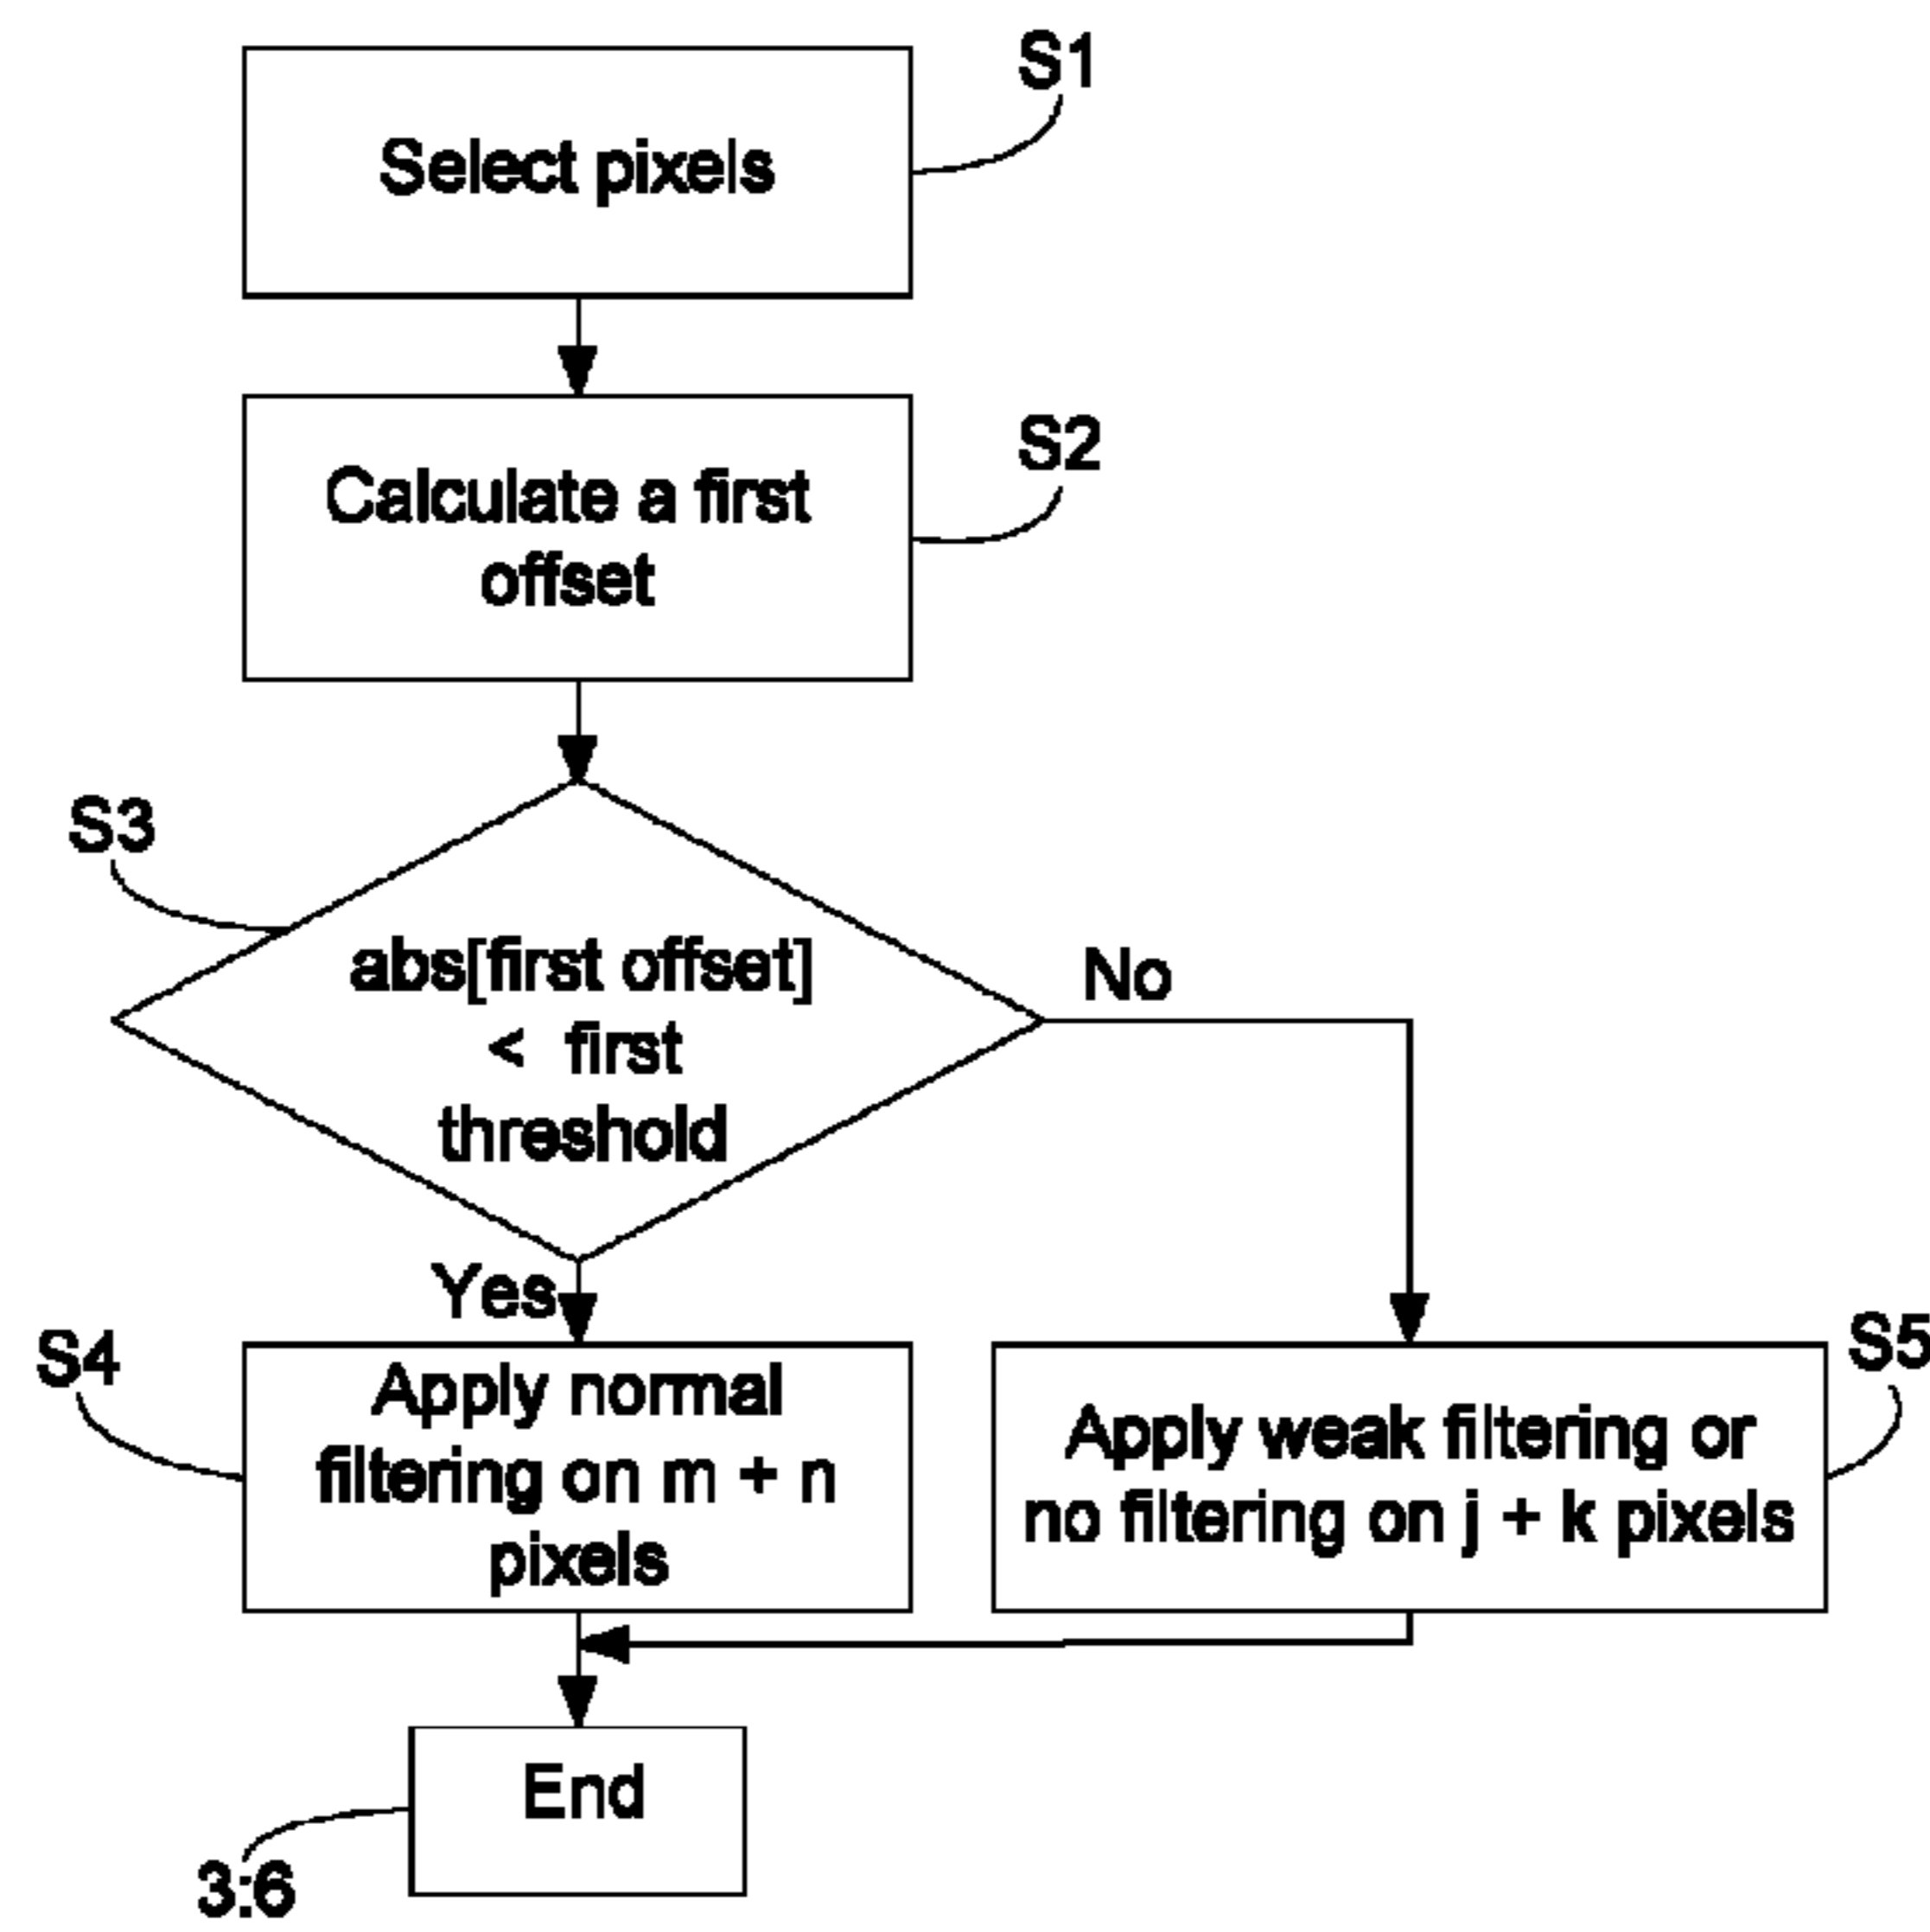 S1
Select pixels
S2
Calculate a first
offset
S3
abs[first offset]
< first
threshold
No
Yes
S4
Apply normal
filtering on m + n
pixels
S5
Apply weak filtering or
no filtering on j + k pixels
End
3:6